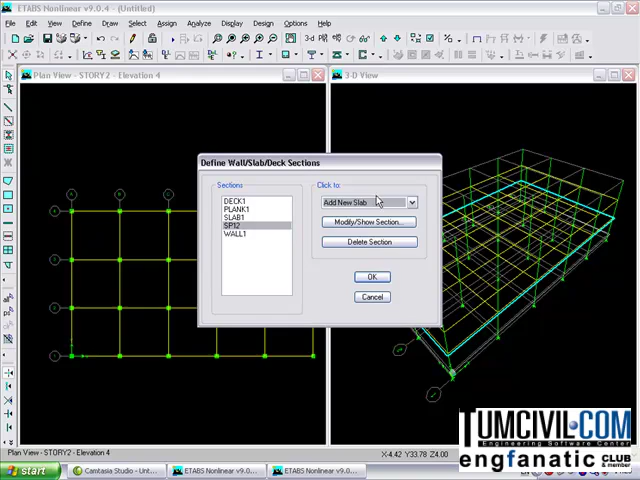 ETABS Nonlinear v9.0.4 - (Untitled)
File Edit View Define Draw Select Assign Analyze Display Design Options Help
Plan View - STORY2 - Elevation 4
3-D View
Define Wall/Slab/Deck Sections
Sections
Click to:
DECK1
PLANK1
SLAB1
SP12
WALL1
Add New Slab
Modify/Show Section...
Delete Section
OK
Cancel
Plan View - STORY2 - Elevation 4
X-4.42 Y33.78 Z4.00
TUMCIVIL.COM
Engineering Software Center
engfanatic CLUB
& member
start
Camtasia Studio - Unt...
ETABS Nonlinear v9.0...
ETABS Nonlinear v9.0...